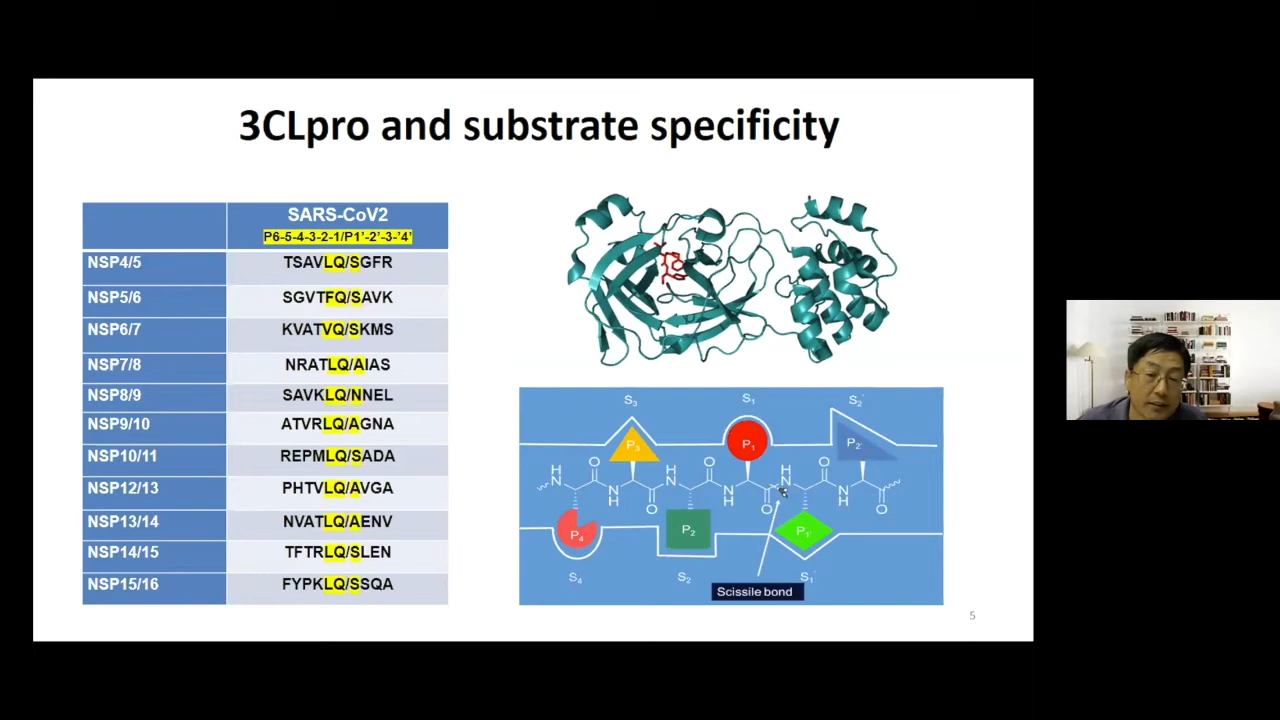 3CLpro and substrate specificity
SARS-CoV2
P6-5-4-3-2-1/P1'-2'-3-'4'
NSP4/5 TSAVLQ/SGFR
NSP5/6 SGVTFQ/SAVK
NSP6/7 KVATVQ/SKMS
NSP7/8 NRATLQ/AIAS
NSP8/9 SAVKLQ/NNEL
NSP9/10 ATVRLQ/AGNA
NSP10/11 REPMLQ/SADA
NSP12/13 PHTVLQ/AVGA
NSP13/14 NVATLQ/AENV
NSP14/15 TFTRLQ/SLEN
NSP15/16 FYPKLQ/SSQA
S3 S1 S2'
P3 P1 P2'
H O H O H O
N N N
N N N
H O H O H O
P4 P2 P1'
S4 S2 S1'
Scissile bond
5